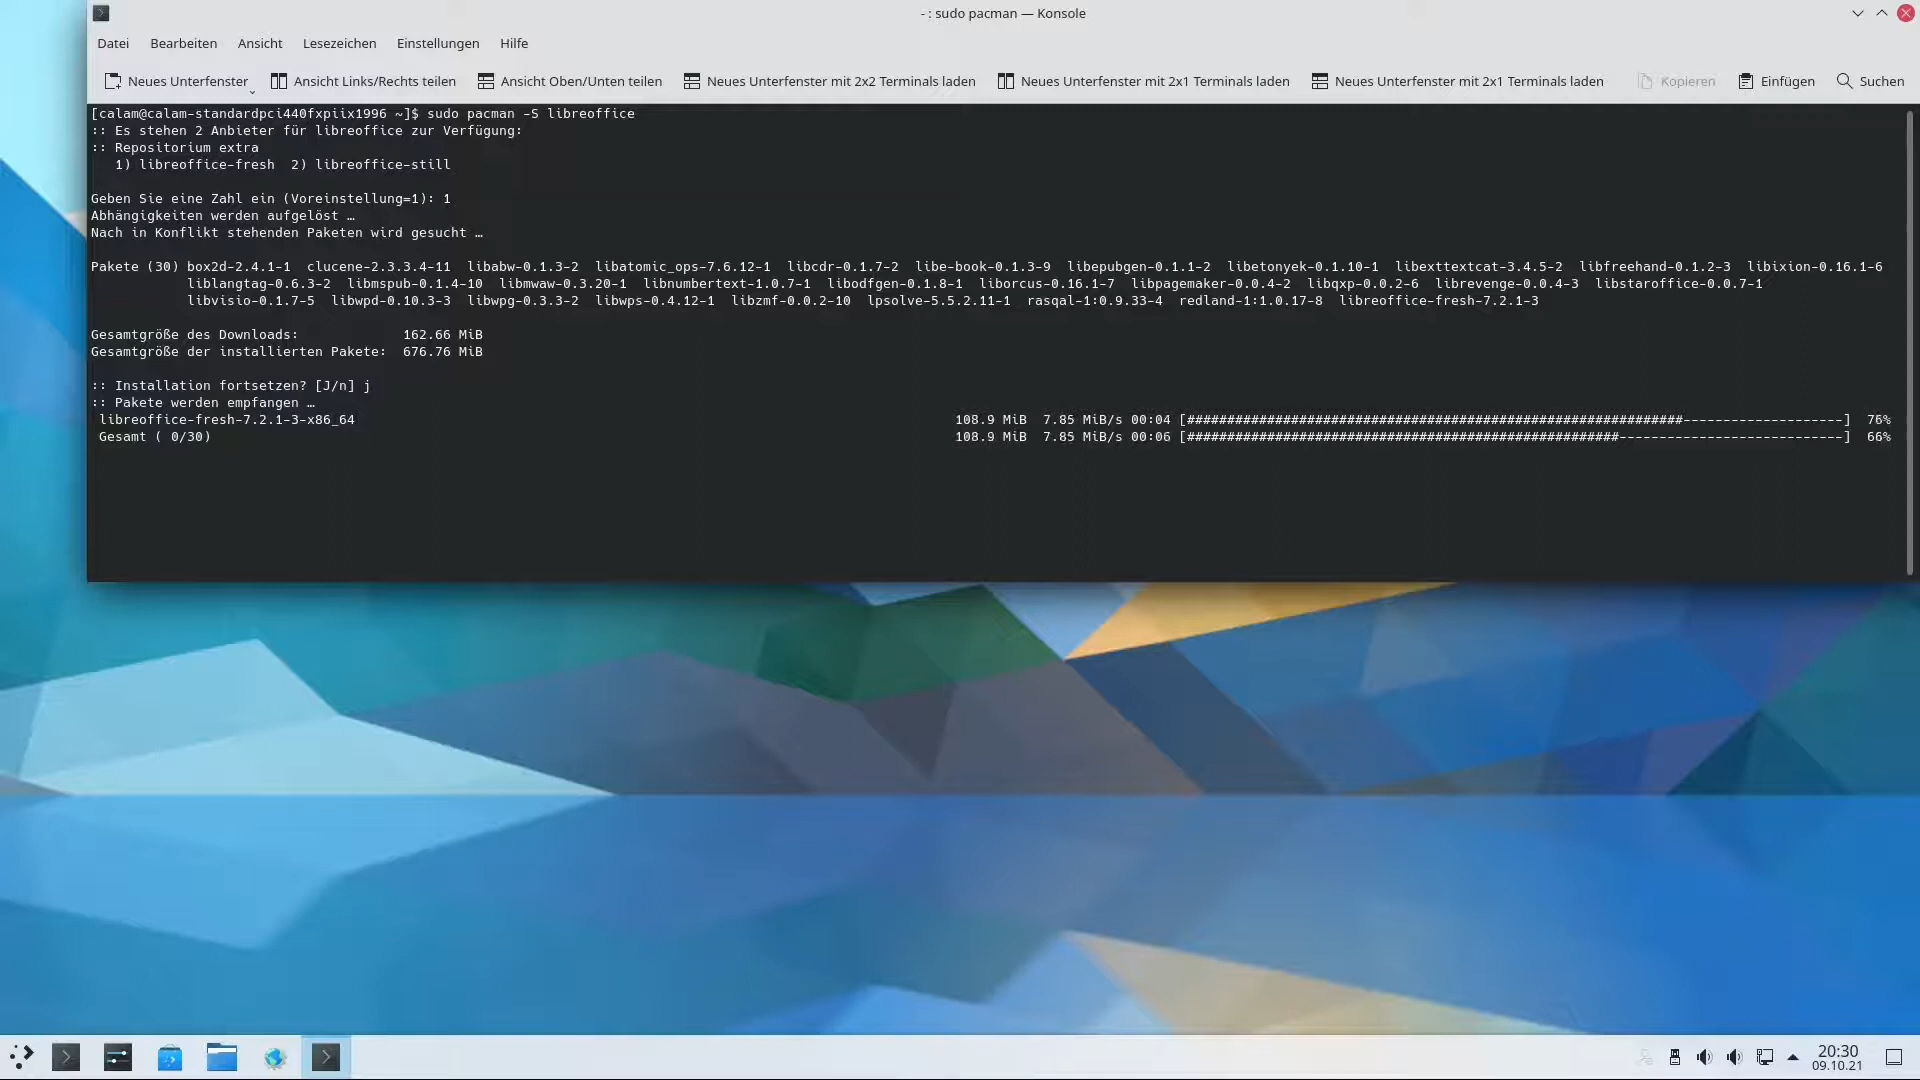 - : sudo pacman — Konsole
Datei Bearbeiten Ansicht Lesezeichen Einstellungen Hilfe
Neues Unterfenster Ansicht Links/Rechts teilen Ansicht Oben/Unten teilen Neues Unterfenster mit 2x2 Terminals laden Neues Unterfenster mit 2x1 Terminals laden Neues Unterfenster mit 2x1 Terminals laden Kopieren Einfügen Suchen
[calam@calam-standardpci440fxpiix1996 ~]$ sudo pacman -S libreoffice
:: Es stehen 2 Anbieter für libreoffice zur Verfügung:
:: Repositorium extra
   1) libreoffice-fresh  2) libreoffice-still
Geben Sie eine Zahl ein (Voreinstellung=1): 1
Abhängigkeiten werden aufgelöst …
Nach in Konflikt stehenden Paketen wird gesucht …
Pakete (30) box2d-2.4.1-1  clucene-2.3.3.4-11  libabw-0.1.3-2  libatomic_ops-7.6.12-1  libcdr-0.1.7-2  libe-book-0.1.3-9  libepubgen-0.1.1-2  libetonyek-0.1.10-1  libexttextcat-3.4.5-2  libfreehand-0.1.2-3  libixion-0.16.1-6
liblangtag-0.6.3-2  libmspub-0.1.4-10  libmwaw-0.3.20-1  libnumbertext-1.0.7-1  libodfgen-0.1.8-1  liborcus-0.16.1-7  libpagemaker-0.0.4-2  libqxp-0.0.2-6  librevenge-0.0.4-3  libstaroffice-0.0.7-1
libvisio-0.1.7-5  libwpd-0.10.3-3  libwpg-0.3.3-2  libwps-0.4.12-1  libzmf-0.0.2-10  lpsolve-5.5.2.11-1  rasqal-1:0.9.33-4  redland-1:1.0.17-8  libreoffice-fresh-7.2.1-3
Gesamtgröße des Downloads:             162.66 MiB
Gesamtgröße der installierten Pakete:  676.76 MiB
:: Installation fortsetzen? [J/n] j
:: Pakete werden empfangen …
libreoffice-fresh-7.2.1-3-x86_64 108.9 MiB  7.85 MiB/s 00:04 [##############################################################--------------------]  76%
Gesamt ( 0/30) 108.9 MiB  7.85 MiB/s 00:06 [######################################################----------------------------]  66%
20:30
09.10.21